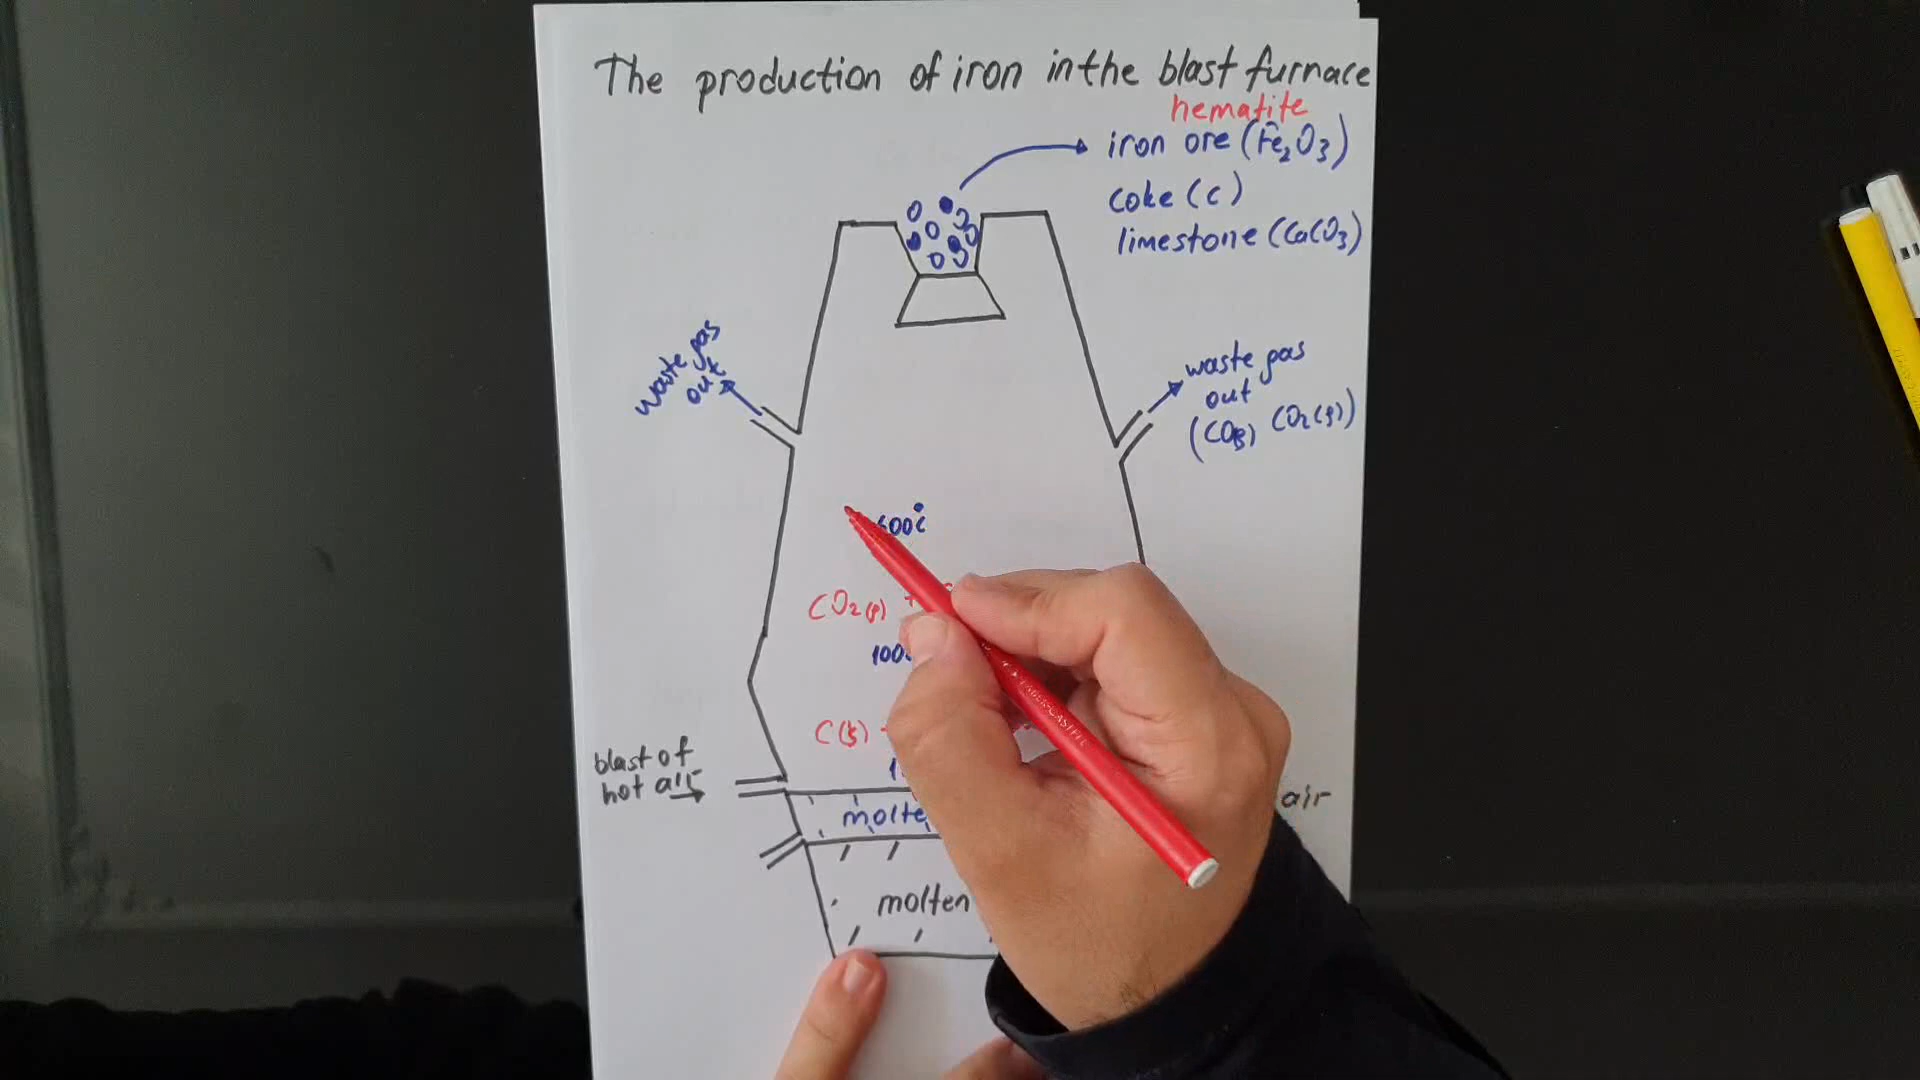 The production of iron in the blast furnace
hematite
iron ore (Fe₂O₃)
coke (C)
limestone (CaCO₃)
waste gas
out
waste gas
out
(CO(g) CO₂(g))
600°C
CO₂(g) +
C(s)
blast of
hot air
air
molten